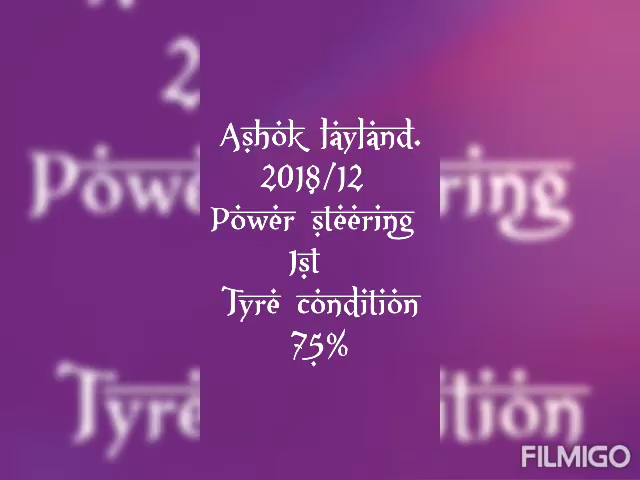 Ashok layland.
2018/12
Power steering
1st
Tyre condition
75%
FILMIGO